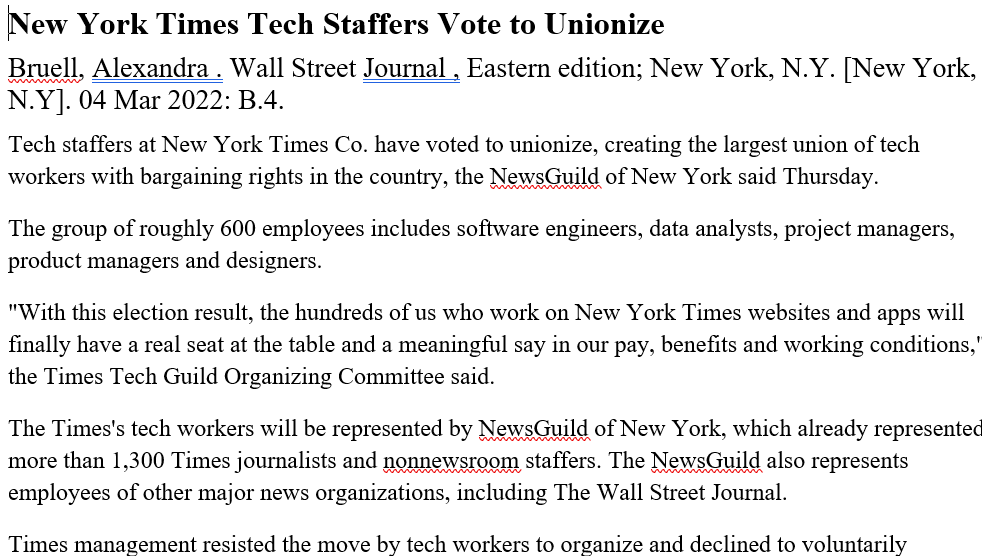 New York Times Tech Staffers Vote to Unionize
Bruell, Alexandra . Wall Street Journal , Eastern edition; New York, N.Y. [New York,
N.Y]. 04 Mar 2022: B.4.
Tech staffers at New York Times Co. have voted to unionize, creating the largest union of tech
workers with bargaining rights in the country, the NewsGuild of New York said Thursday.
The group of roughly 600 employees includes software engineers, data analysts, project managers,
product managers and designers.
"With this election result, the hundreds of us who work on New York Times websites and apps will
finally have a real seat at the table and a meaningful say in our pay, benefits and working conditions,"
the Times Tech Guild Organizing Committee said.
The Times's tech workers will be represented by NewsGuild of New York, which already represented
more than 1,300 Times journalists and nonnewsroom staffers. The NewsGuild also represents
employees of other major news organizations, including The Wall Street Journal.
Times management resisted the move by tech workers to organize and declined to voluntarily